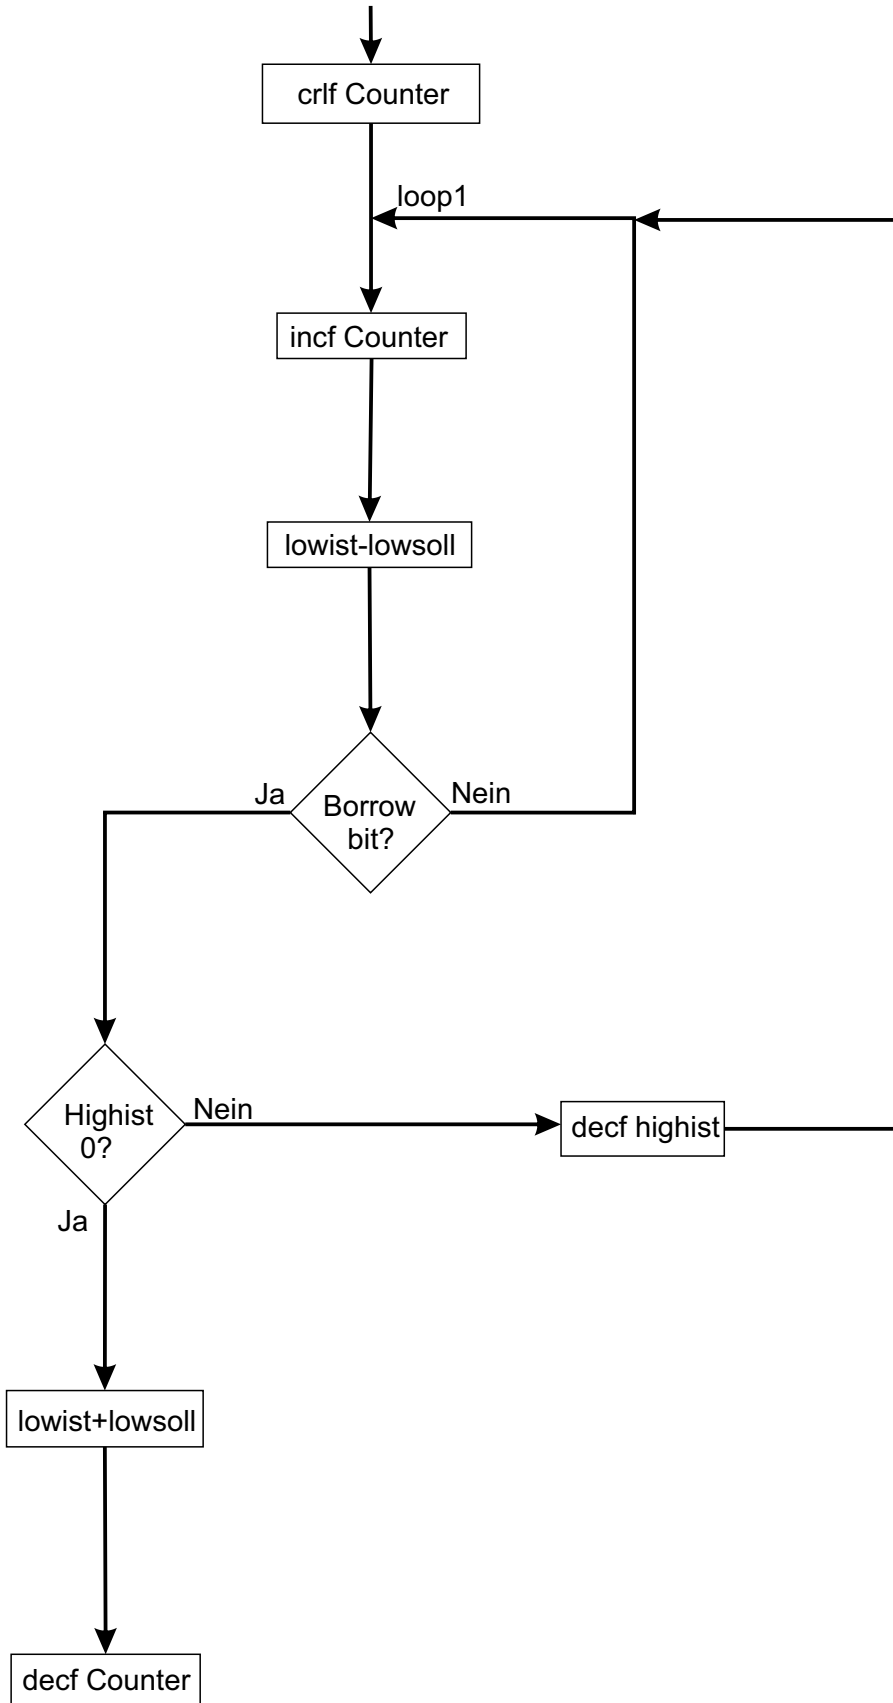 crlf Counter
loop1
incf Counter
lowist-lowsoll
Ja
Nein
Borrow
bit?
Highist
0?
Nein
decf highist
Ja
lowist+lowsoll
decf Counter